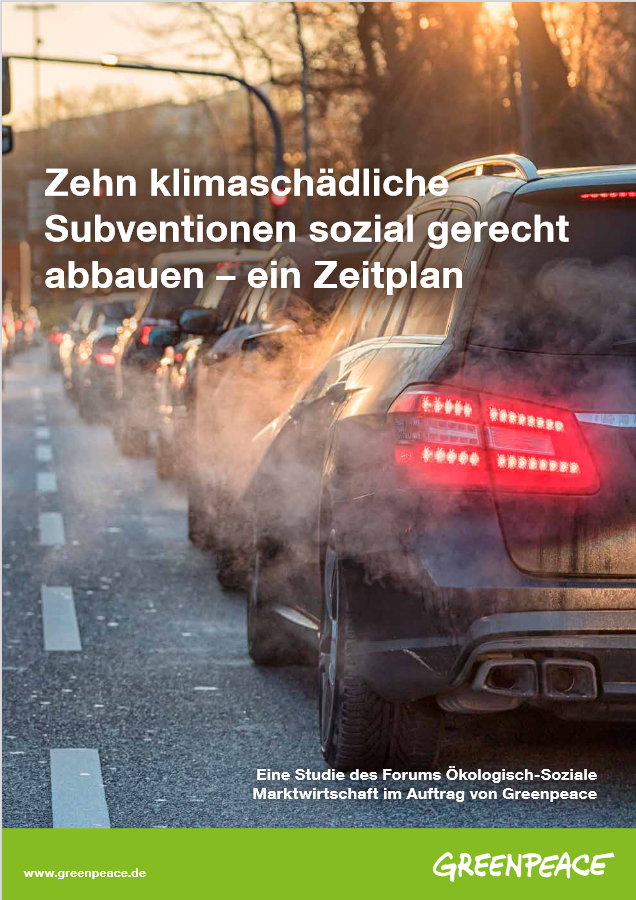 Zehn klimaschädliche
Subventionen sozial gerecht
abbauen – ein Zeitplan
Eine Studie des Forums Ökologisch-Soziale
Marktwirtschaft im Auftrag von Greenpeace
www.greenpeace.de
GREENPEACE